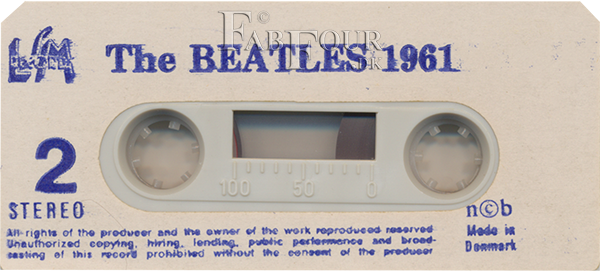 FAB©FOUR
The BEATLES 1961
2
STEREO
100 50 0
n©b
Made in
Denmark
All rights of the producer and the owner of the work reproduced reserved
Unauthorized copying, hiring, lending, public performance and broad-
casting of this record prohibited without the consent of the producer